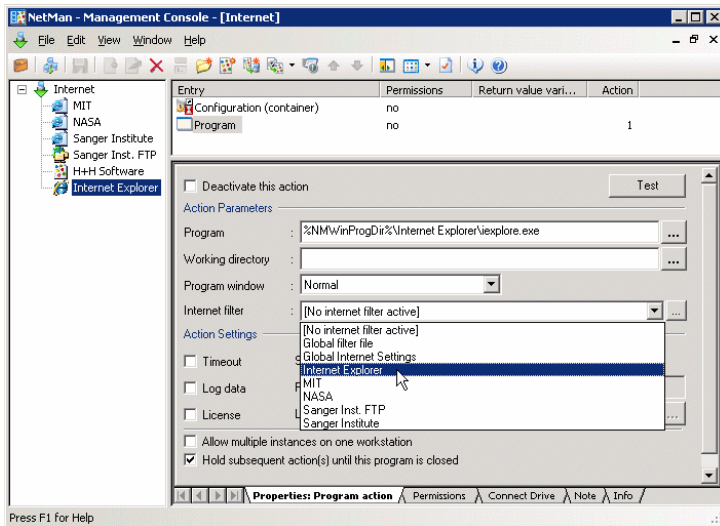 NetMan - Management Console - [Internet]
File Edit View Window Help
Internet
MIT
NASA
Sanger Institute
Sanger Inst. FTP
H+H Software
Internet Explorer
Entry Permissions Return value vari... Action
Configuration (container) no
Program no 1
Deactivate this action Test
Action Parameters
Program : %NMWinProgDir%\Internet Explorer\iexplore.exe ...
Working directory : ...
Program window : Normal
Internet filter : [No internet filter active] ...
[No internet filter active]
Action Settings
Global filter file
Global Internet Settings
Timeout
Internet Explorer
Log data
MIT
NASA
License
Sanger Inst. FTP
...
Sanger Institute
Allow multiple instances on one workstation
Hold subsequent action(s) until this program is closed
Properties: Program action Permissions Connect Drive Note Info
Press F1 for Help